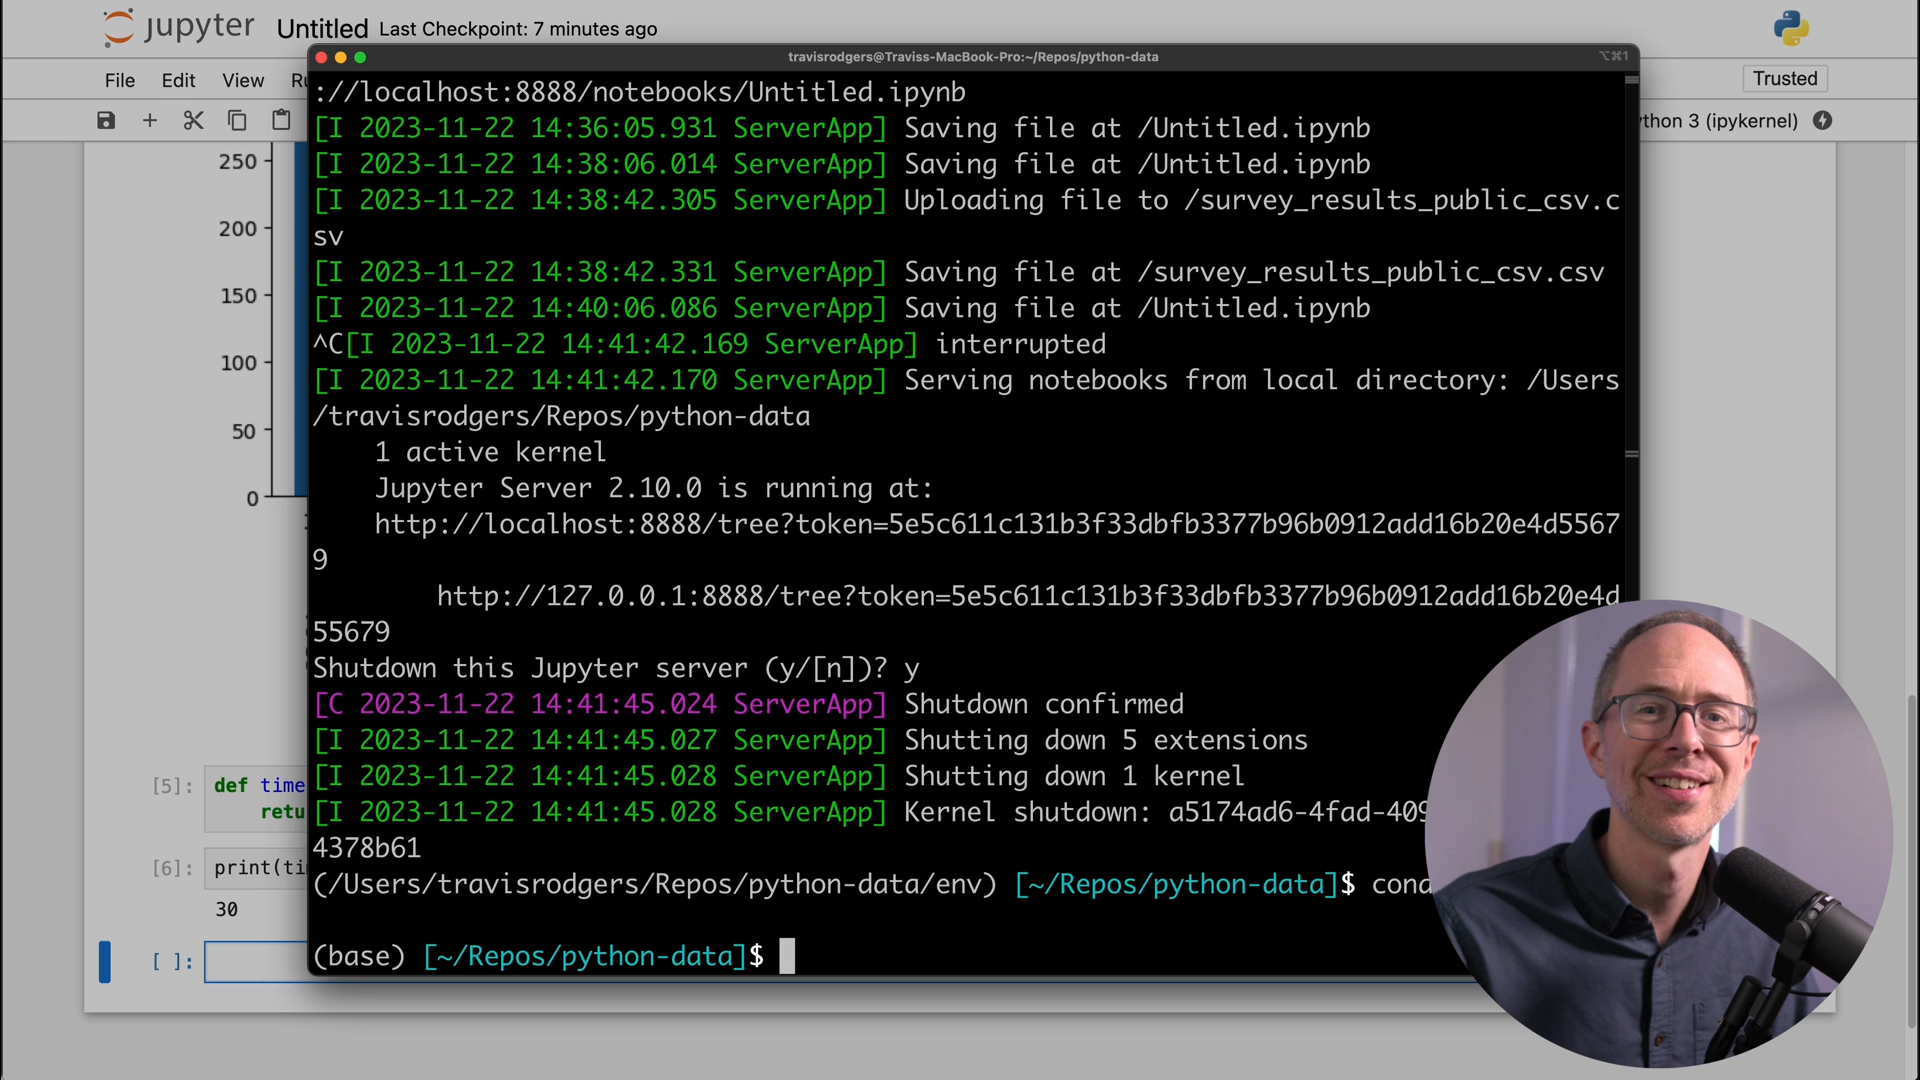 jupyter Untitled Last Checkpoint: 7 minutes ago
travisrodgers@Traviss-MacBook-Pro:~/Repos/python-data ⌥⌘1
File Edit View
Trusted
thon 3 (ipykernel)
250
200
150
100
50
0
://localhost:8888/notebooks/Untitled.ipynb
[I 2023-11-22 14:36:05.931 ServerApp] Saving file at /Untitled.ipynb
[I 2023-11-22 14:38:06.014 ServerApp] Saving file at /Untitled.ipynb
[I 2023-11-22 14:38:42.305 ServerApp] Uploading file to /survey_results_public_csv.c
sv
[I 2023-11-22 14:38:42.331 ServerApp] Saving file at /survey_results_public_csv.csv
[I 2023-11-22 14:40:06.086 ServerApp] Saving file at /Untitled.ipynb
^C[I 2023-11-22 14:41:42.169 ServerApp] interrupted
[I 2023-11-22 14:41:42.170 ServerApp] Serving notebooks from local directory: /Users
/travisrodgers/Repos/python-data
1 active kernel
Jupyter Server 2.10.0 is running at:
http://localhost:8888/tree?token=5e5c611c131b3f33dbfb3377b96b0912add16b20e4d5567
9
http://127.0.0.1:8888/tree?token=5e5c611c131b3f33dbfb3377b96b0912add16b20e4d
55679
Shutdown this Jupyter server (y/[n])? y
[C 2023-11-22 14:41:45.024 ServerApp] Shutdown confirmed
[I 2023-11-22 14:41:45.027 ServerApp] Shutting down 5 extensions
[I 2023-11-22 14:41:45.028 ServerApp] Shutting down 1 kernel
[I 2023-11-22 14:41:45.028 ServerApp] Kernel shutdown: a5174ad6-4fad-409
4378b61
(/Users/travisrodgers/Repos/python-data/env) [~/Repos/python-data]$ cond
(base) [~/Repos/python-data]$
[5]: def time
retu
[6]: print(ti
30
[ ]: